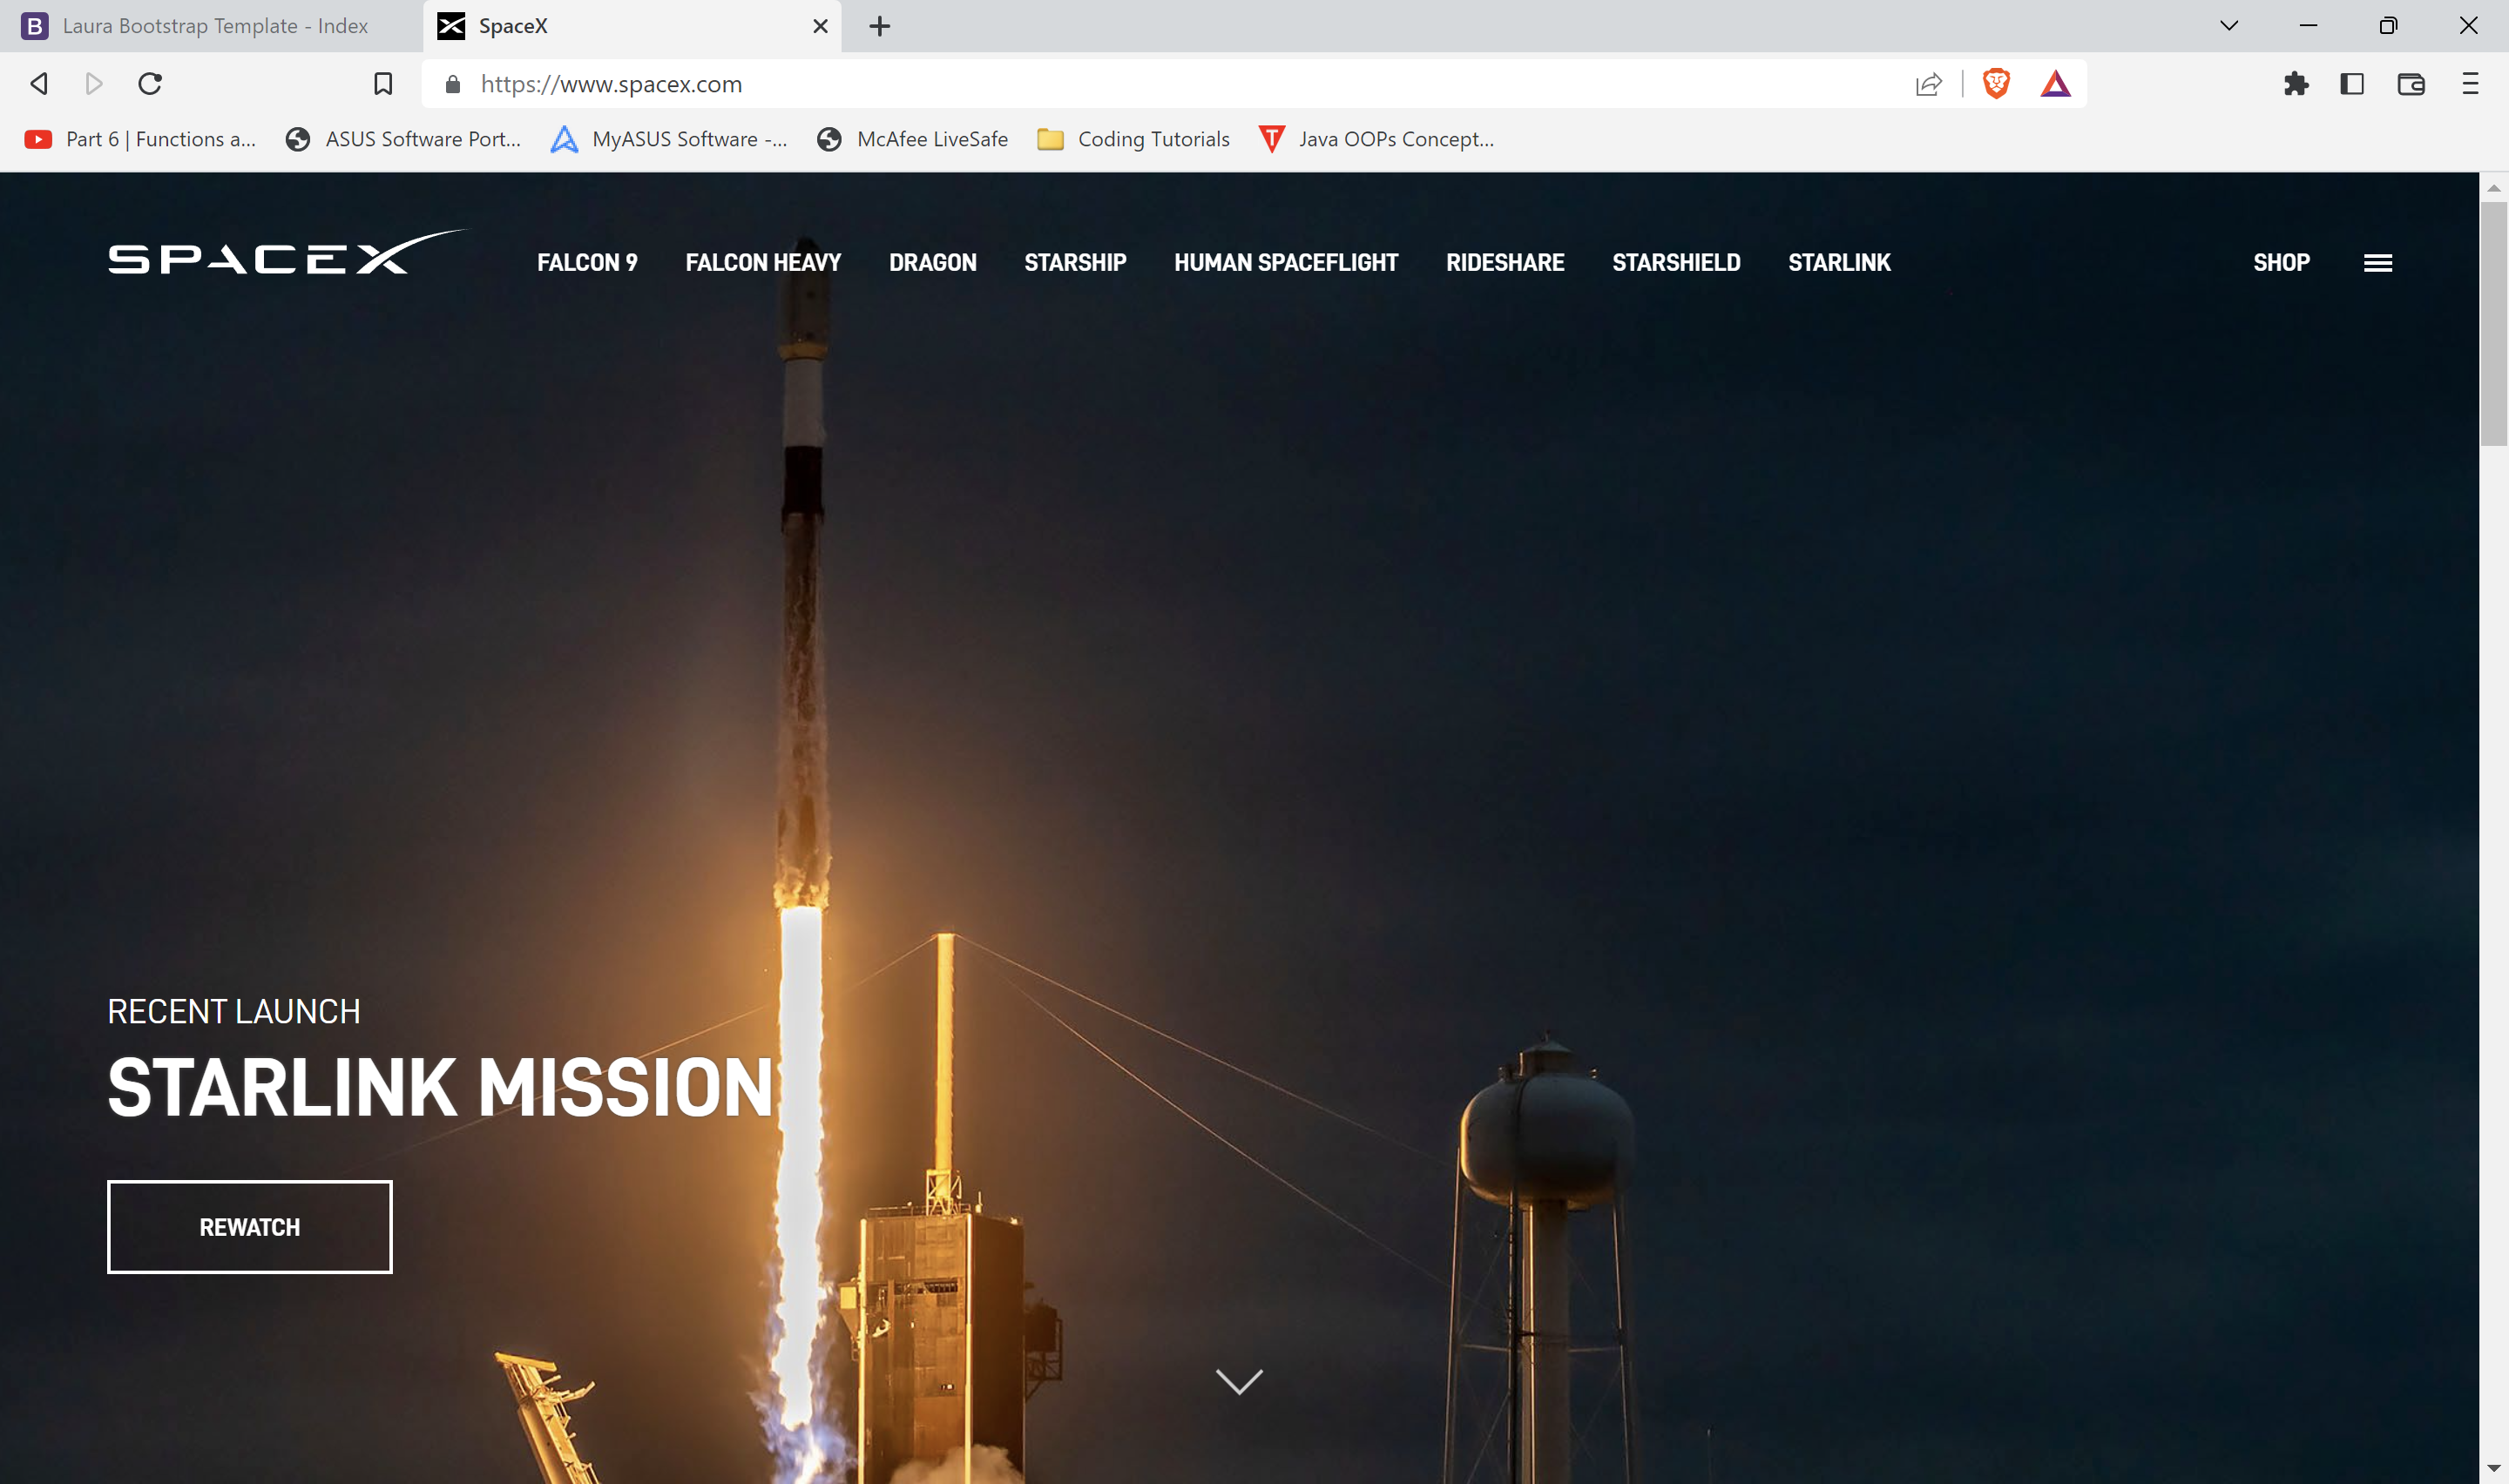 Laura Bootstrap Template - Index
SpaceX
https://www.spacex.com
Part 6 | Functions a...
ASUS Software Port...
MyASUS Software -...
McAfee LiveSafe
Coding Tutorials
Java OOPs Concept...
SPACEX
FALCON 9
FALCON HEAVY
DRAGON
STARSHIP
HUMAN SPACEFLIGHT
RIDESHARE
STARSHIELD
STARLINK
SHOP
RECENT LAUNCH
STARLINK MISSION
REWATCH